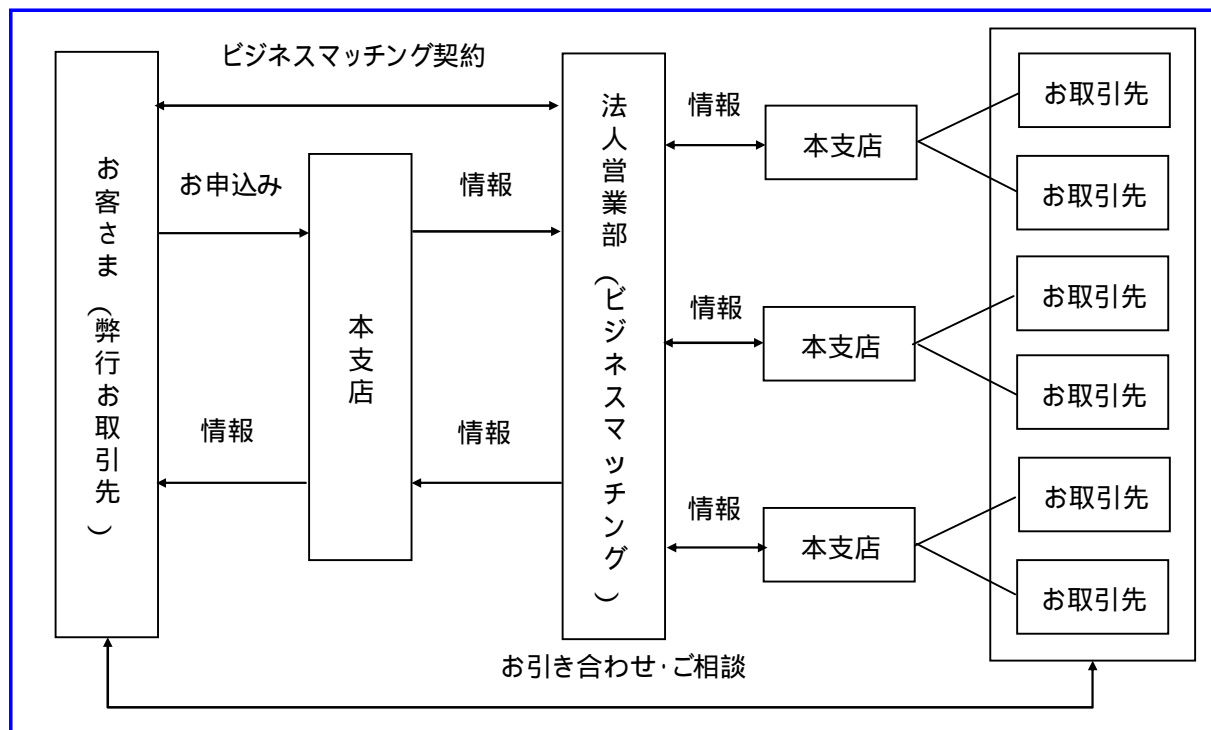 ビジネスマッチング契約
お客さま（弊行お取引先）
お申込み
情報
本支店
情報
情報
法人営業部（ビジネスマッチング）
情報
本支店
お取引先
お取引先
情報
本支店
お取引先
お取引先
情報
本支店
お取引先
お取引先
お引き合わせ・ご相談